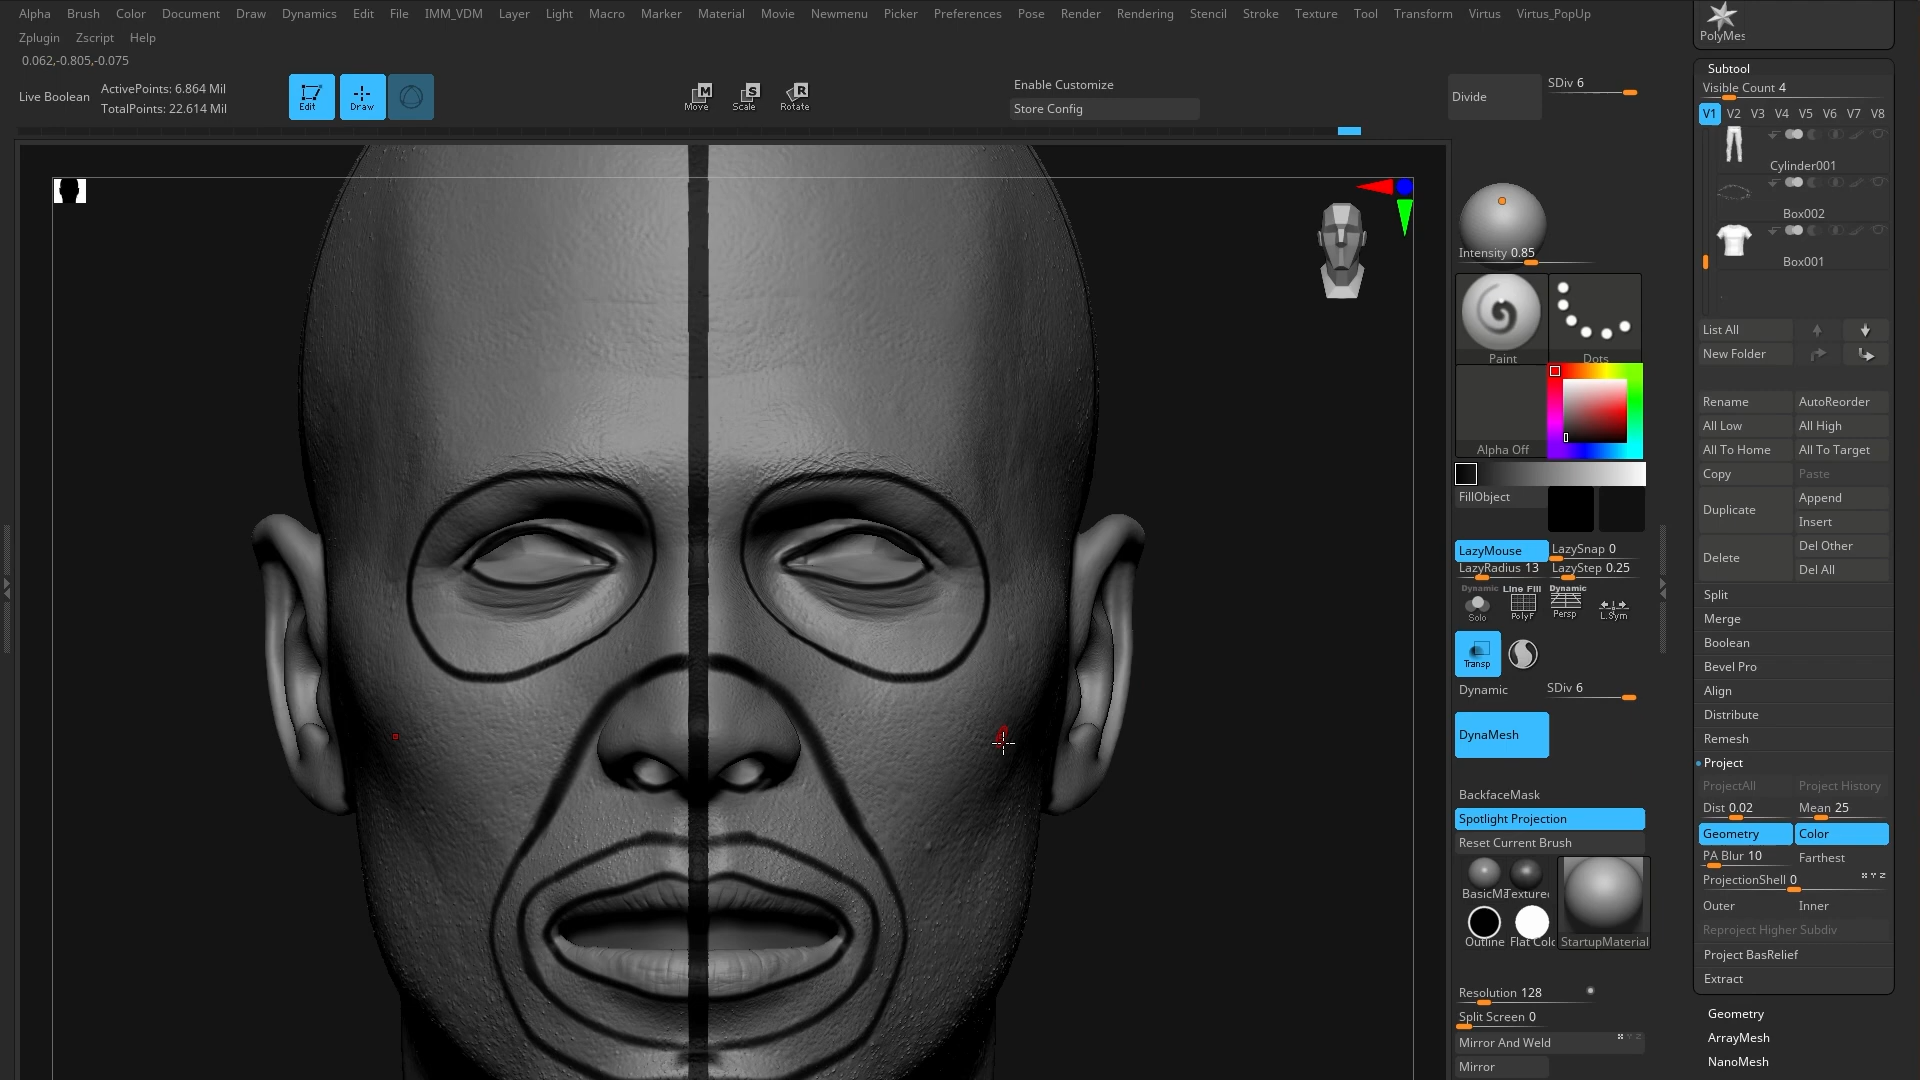 Alpha Brush Color Document Draw Dynamics Edit File IMM_VDM Layer Light Macro Marker Material Movie Newmenu Picker Preferences Pose Render Rendering Stencil Stroke Texture Tool Transform Virtus Virtus_PopUp
Zplugin Zscript Help
0.062,-0.805,-0.075
Live Boolean
ActivePoints: 6.864 Mil
TotalPoints: 22.614 Mil
Edit
Draw
M
Move
S
Scale
R
Rotate
Enable Customize
Store Config
Divide
SDiv 6
Intensity 0.85
Paint
Dots
Alpha Off
FillObject
LazyMouse
LazySnap 0
LazyRadius 13
LazyStep 0.25
Dynamic
Solo
Line Fill
PolyF
Dynamic
Persp
L.Sym
Transp
Dynamic
SDiv 6
DynaMesh
BackfaceMask
Spotlight Projection
Reset Current Brush
BasicMa
Texture
Outline
Flat Colo
StartupMaterial
Resolution 128
Split Screen 0
Mirror And Weld
Mirror
PolyMes
Subtool
Visible Count 4
V1 V2 V3 V4 V5 V6 V7 V8
Cylinder001
Box002
Box001
List All
New Folder
Rename
AutoReorder
All Low
All High
All To Home
All To Target
Copy
Paste
Duplicate
Append
Insert
Delete
Del Other
Del All
Split
Merge
Boolean
Bevel Pro
Align
Distribute
Remesh
Project
ProjectAll
Project History
Dist 0.02
Mean 25
Geometry
Color
PA Blur 10
Farthest
ProjectionShell 0
X Y Z
Outer
Inner
Reproject Higher Subdiv
Project BasRelief
Extract
Geometry
ArrayMesh
NanoMesh